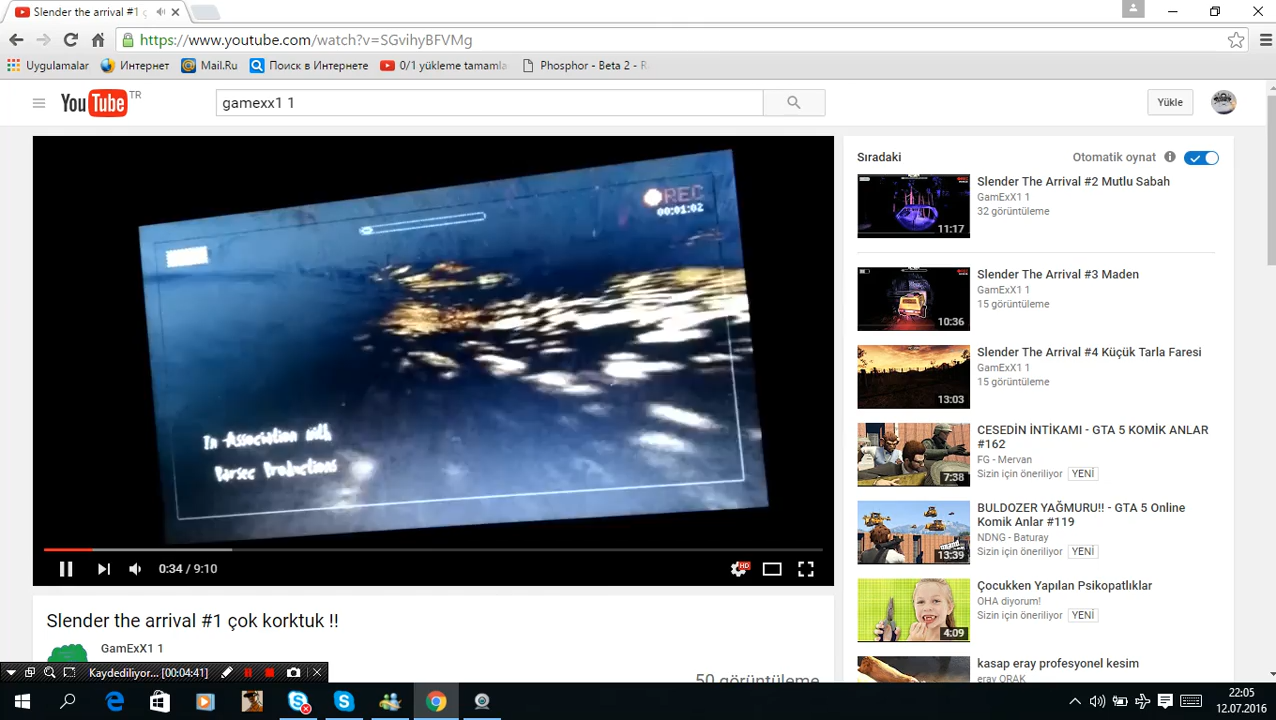 Slender the arrival #1 ç
https://www.youtube.com/watch?v=SGvihyBFVMg
Uygulamalar Интернет Mail.Ru Поиск в Интернете 0/1 yükleme tamamla Phosphor - Beta 2 - R
YouTube TR
gamexx1 1
Yükle
REC
00:01:02
In Association with
Parsec Productions
0:34 / 9:10
HD
Slender the arrival #1 çok korktuk !!
GamExX1 1
50 görüntüleme
Sıradaki
Otomatik oynat
Slender The Arrival #2 Mutlu Sabah
GamExX1 1
32 görüntüleme
11:17
Slender The Arrival #3 Maden
GamExX1 1
15 görüntüleme
10:36
Slender The Arrival #4 Küçük Tarla Faresi
GamExX1 1
15 görüntüleme
13:03
CESEDİN İNTİKAMI - GTA 5 KOMİK ANLAR
#162
FG - Mervan
Sizin için öneriliyor YENİ
7:38
BULDOZER YAĞMURU!! - GTA 5 Online
Komik Anlar #119
NDNG - Baturay
Sizin için öneriliyor YENİ
13:39
Çocukken Yapılan Psikopatlıklar
OHA diyorum!
Sizin için öneriliyor YENİ
4:09
kasap eray profesyonel kesim
eray ORAK
Kaydediliyor... [00:04:41]
22:05
12.07.2016